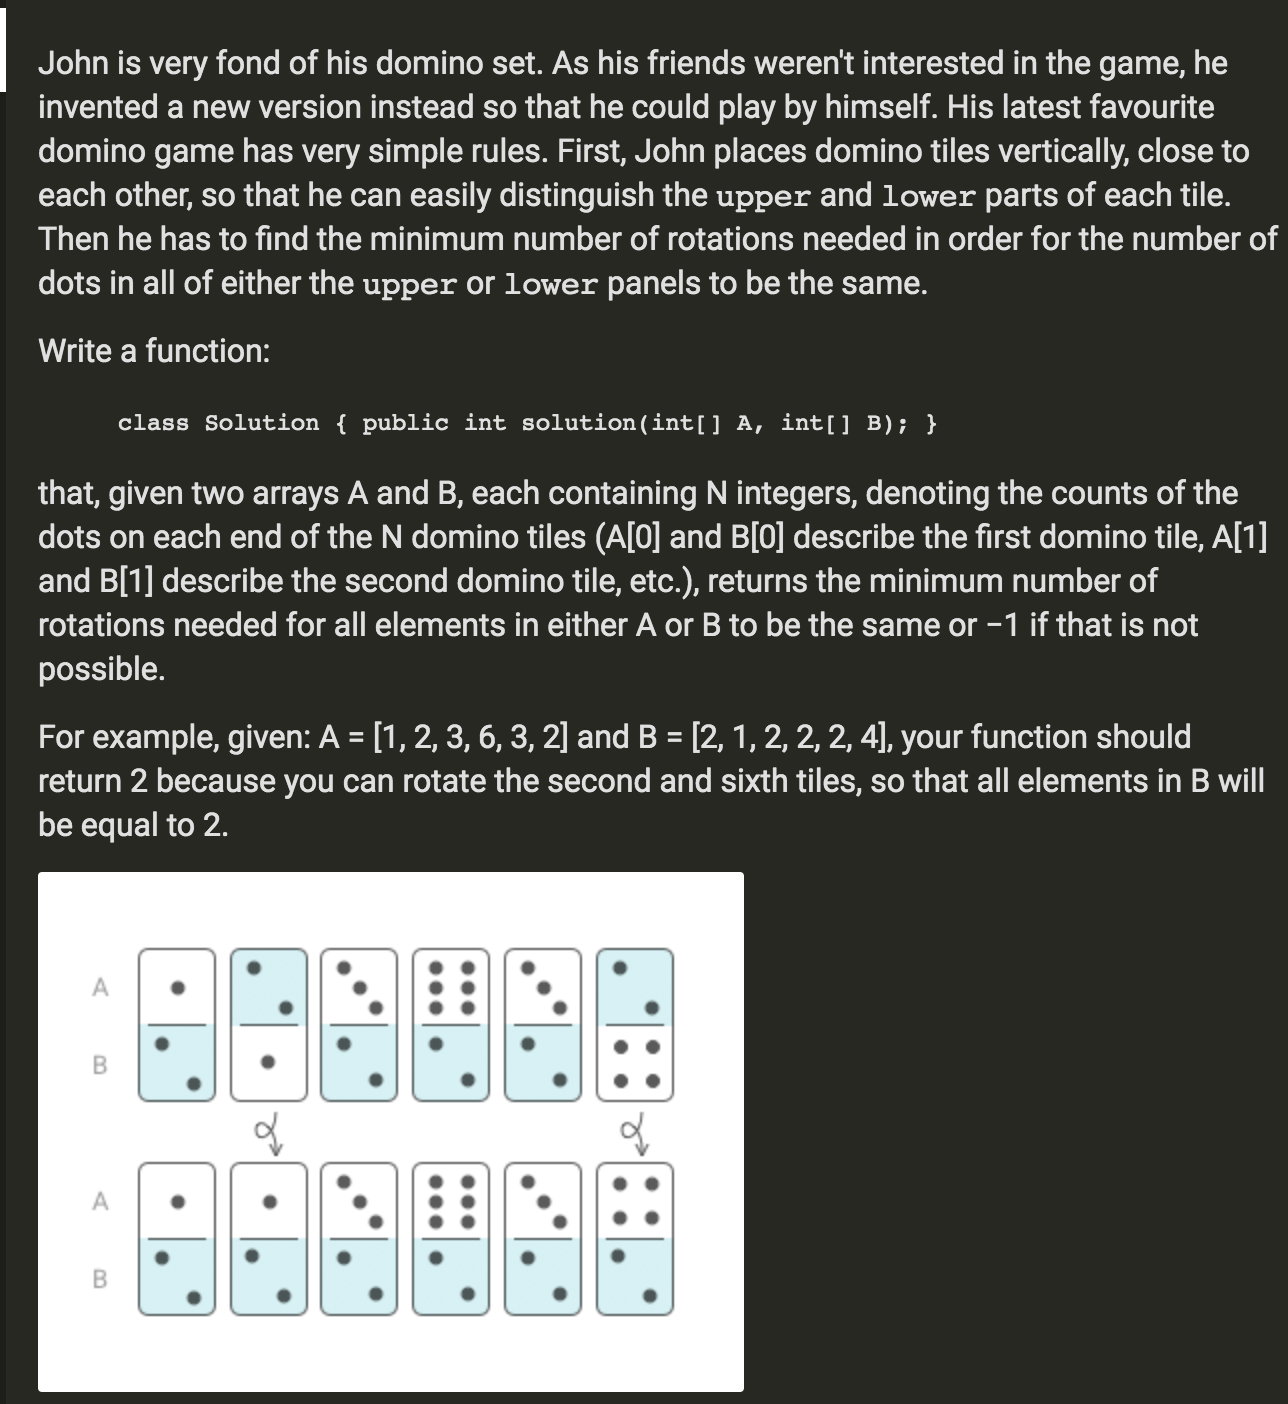 John is very fond of his domino set. As his friends weren't interested in the game, he
invented a new version instead so that he could play by himself. His latest favourite
domino game has very simple rules. First, John places domino tiles vertically, close to
each other, so that he can easily distinguish the upper and lower parts of each tile.
Then he has to find the minimum number of rotations needed in order for the number of
dots in all of either the upper or lower panels to be the same.
Write a function:
class Solution { public int solution(int[] A, int[] B); }
that, given two arrays A and B, each containing N integers, denoting the counts of the
dots on each end of the N domino tiles (A[0] and B[0] describe the first domino tile, A[1]
and B[1] describe the second domino tile, etc.), returns the minimum number of
rotations needed for all elements in either A or B to be the same or −1 if that is not
possible.
For example, given: A = [1, 2, 3, 6, 3, 2] and B = [2, 1, 2, 2, 2, 4], your function should
return 2 because you can rotate the second and sixth tiles, so that all elements in B will
be equal to 2.
A
B
A
B